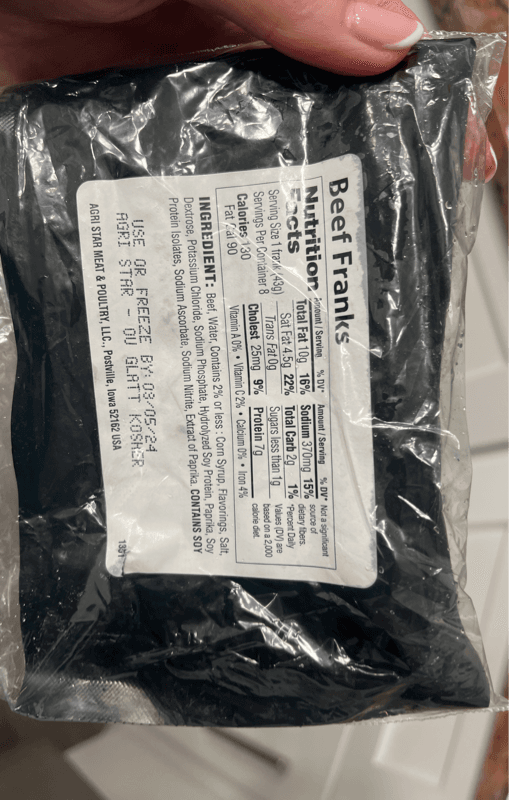 Beef Franks
Nutrition Facts
Serving Size 1 frank (43g)
Servings Per Container 8
Calories 130
Fat Cal 90
Amount / Serving % DV*
Total Fat 10g 16%
Sat Fat 4.5g 22%
Trans Fat 0g
Cholest 25mg 9%
Amount / Serving % DV*
Sodium 370mg 15%
Total Carb 2g 1%
Sugars less than 1g
Protein 7g
Vitamin A 0% • Vitamin C 2% • Calcium 0% • Iron 4%
Not a significant
source of
dietary fibers.
*Percent Daily
Values (DV) are
based on a 2,000
calorie diet.
INGREDIENT: Beef, Water, Contains 2% or less: Corn Syrup, Flavorings, Salt,
Dextrose, Potassium Chloride, Sodium Phosphate, Hydrolyzed Soy Protein, Paprika, Soy
Protein Isolates, Sodium Ascorbate, Sodium Nitrite, Extract of Paprika. CONTAINS SOY
USE OR FREEZE BY: 03/05/24
AGRI STAR - OU GLATT KOSHER
AGRI STAR MEAT & POULTRY, LLC., Postville, Iowa 52162 USA